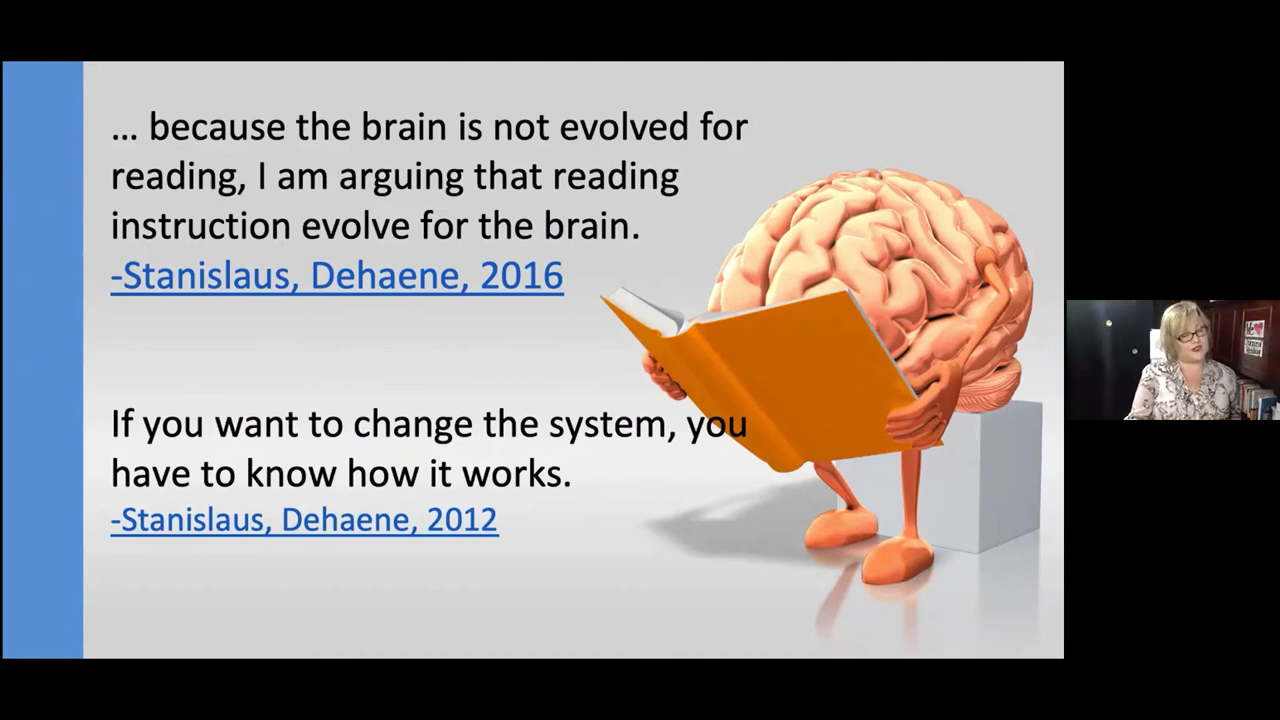 ... because the brain is not evolved for
reading, I am arguing that reading
instruction evolve for the brain.
-Stanislaus, Dehaene, 2016
If you want to change the system, you
have to know how it works.
-Stanislaus, Dehaene, 2012